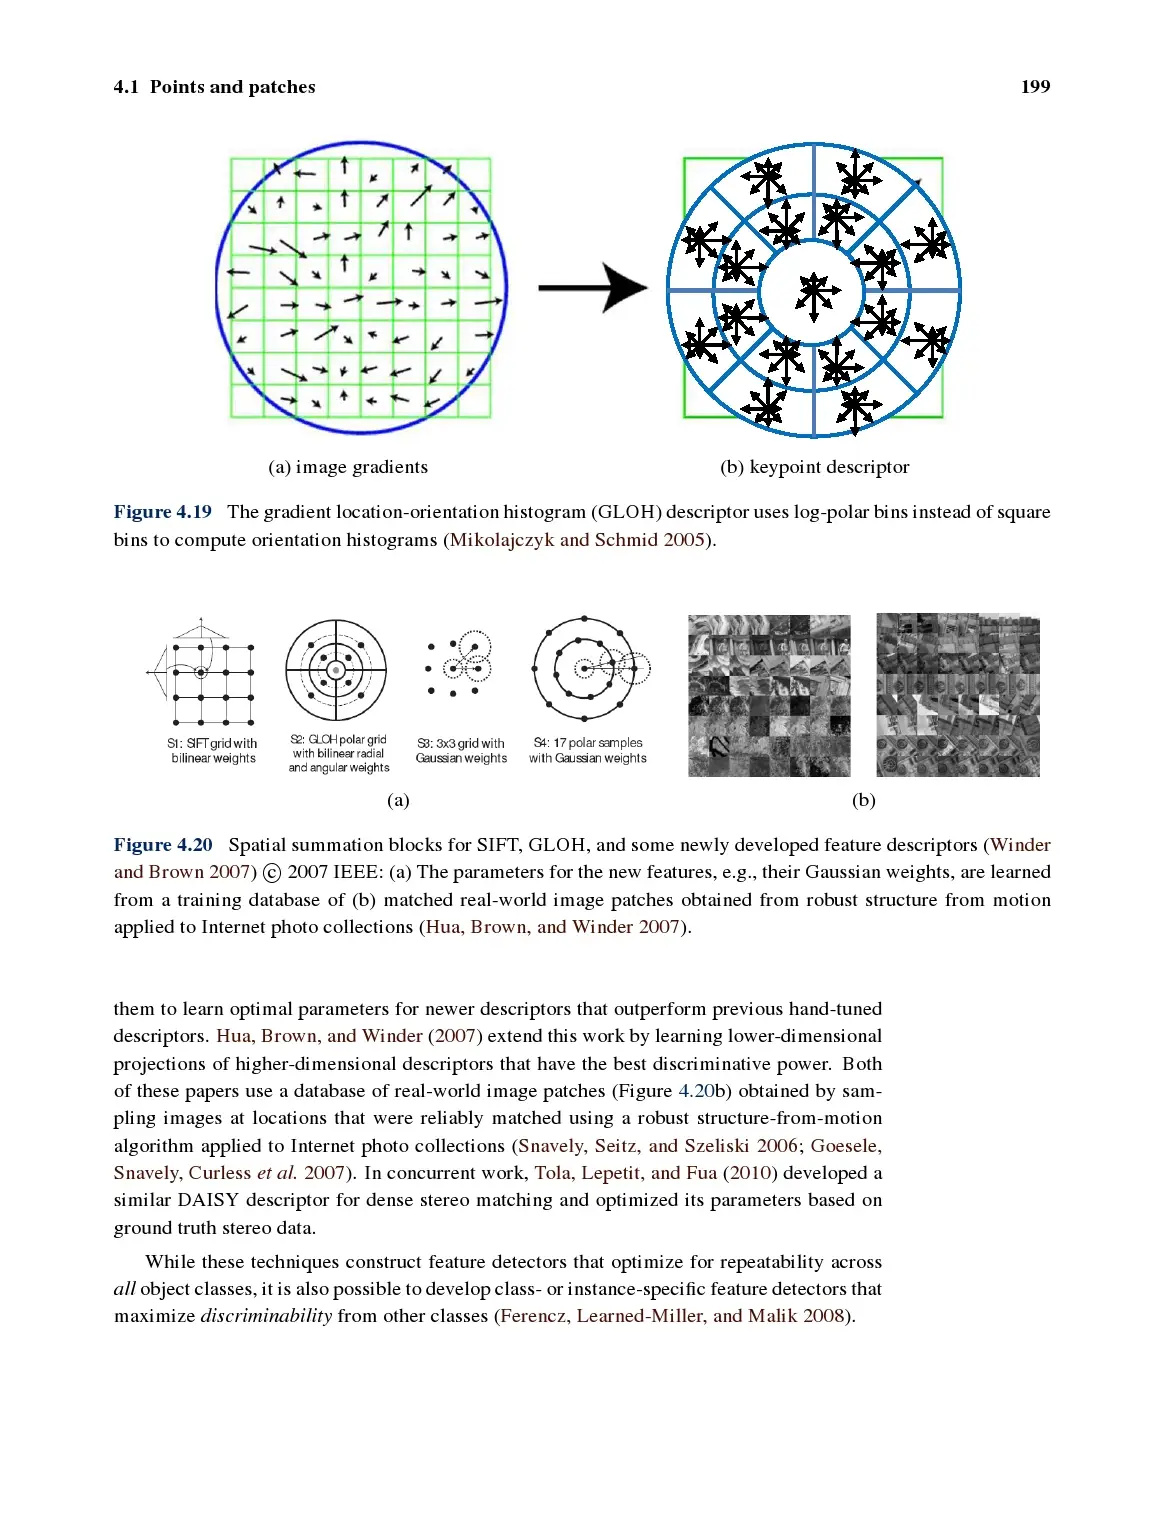 4.1 Points and patches 199
(a) image gradients (b) keypoint descriptor
Figure 4.19 The gradient location-orientation histogram (GLOH) descriptor uses log-polar bins instead of square
bins to compute orientation histograms (Mikolajczyk and Schmid 2005).
S1: SIFT grid with
bilinear weights
S2: GLOH polar grid
with bilinear radial
and angular weights
S3: 3x3 grid with
Gaussian weights
S4: 17 polar samples
with Gaussian weights
(a) (b)
Figure 4.20 Spatial summation blocks for SIFT, GLOH, and some newly developed feature descriptors (Winder
and Brown 2007) © 2007 IEEE: (a) The parameters for the new features, e.g., their Gaussian weights, are learned
from a training database of (b) matched real-world image patches obtained from robust structure from motion
applied to Internet photo collections (Hua, Brown, and Winder 2007).
them to learn optimal parameters for newer descriptors that outperform previous hand-tuned
descriptors. Hua, Brown, and Winder (2007) extend this work by learning lower-dimensional
projections of higher-dimensional descriptors that have the best discriminative power. Both
of these papers use a database of real-world image patches (Figure 4.20b) obtained by sam-
pling images at locations that were reliably matched using a robust structure-from-motion
algorithm applied to Internet photo collections (Snavely, Seitz, and Szeliski 2006; Goesele,
Snavely, Curless et al. 2007). In concurrent work, Tola, Lepetit, and Fua (2010) developed a
similar DAISY descriptor for dense stereo matching and optimized its parameters based on
ground truth stereo data.
While these techniques construct feature detectors that optimize for repeatability across
all object classes, it is also possible to develop class- or instance-specific feature detectors that
maximize discriminability from other classes (Ferencz, Learned-Miller, and Malik 2008).